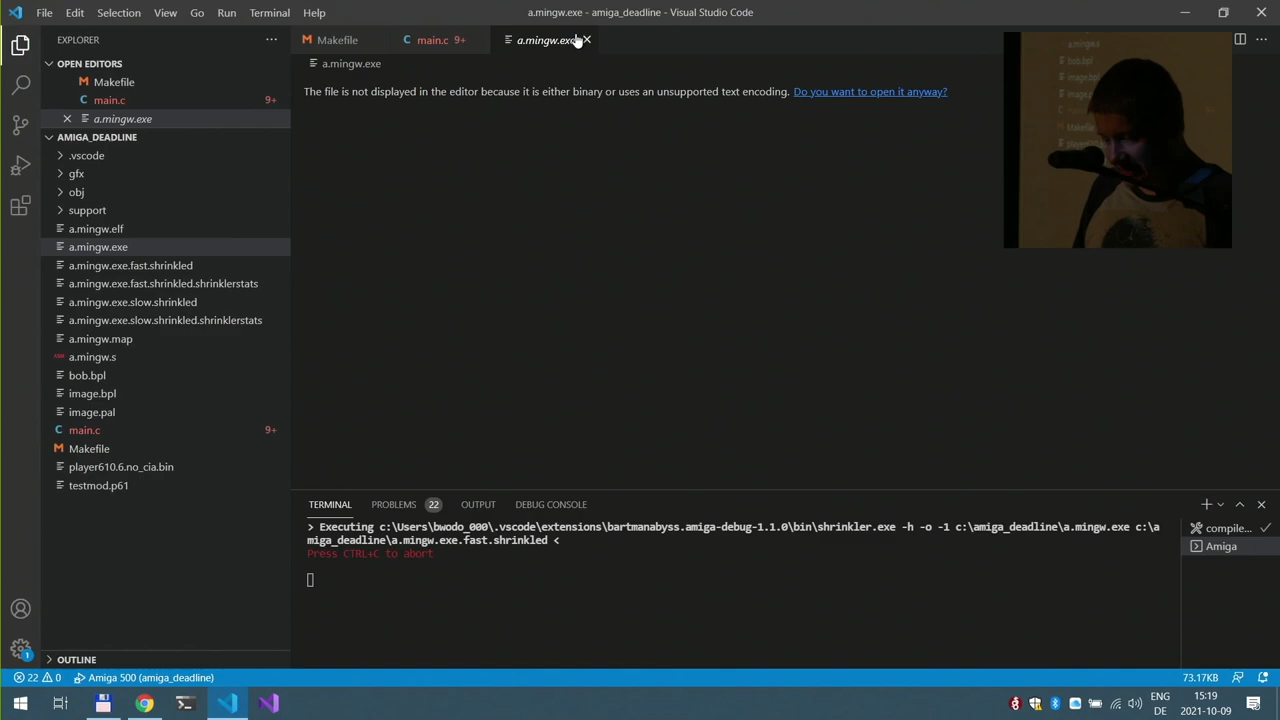 File Edit Selection View Go Run Terminal Help
a.mingw.exe - amiga_deadline - Visual Studio Code
EXPLORER
Makefile
main.c 9+
a.mingw.exe
OPEN EDITORS
Makefile
main.c 9+
a.mingw.exe
a.mingw.exe
The file is not displayed in the editor because it is either binary or uses an unsupported text encoding. Do you want to open it anyway?
AMIGA_DEADLINE
.vscode
gfx
obj
support
a.mingw.elf
a.mingw.exe
a.mingw.exe.fast.shrinkled
a.mingw.exe.fast.shrinkled.shrinklerstats
a.mingw.exe.slow.shrinkled
a.mingw.exe.slow.shrinkled.shrinklerstats
a.mingw.map
a.mingw.s
bob.bpl
image.bpl
image.pal
main.c 9+
Makefile
player610.6.no_cia.bin
testmod.p61
OUTLINE
TERMINAL PROBLEMS 22 OUTPUT DEBUG CONSOLE
> Executing c:\Users\bwodo_000\.vscode\extensions\bartmanabyss.amiga-debug-1.1.0\bin\shrinkler.exe -h -o -1 c:\amiga_deadline\a.mingw.exe c:\a
miga_deadline\a.mingw.exe.fast.shrinkled <
Press CTRL+C to abort
compile...
Amiga
22 0 Amiga 500 (amiga_deadline)
73.17KB
ENG
DE
15:19
2021-10-09